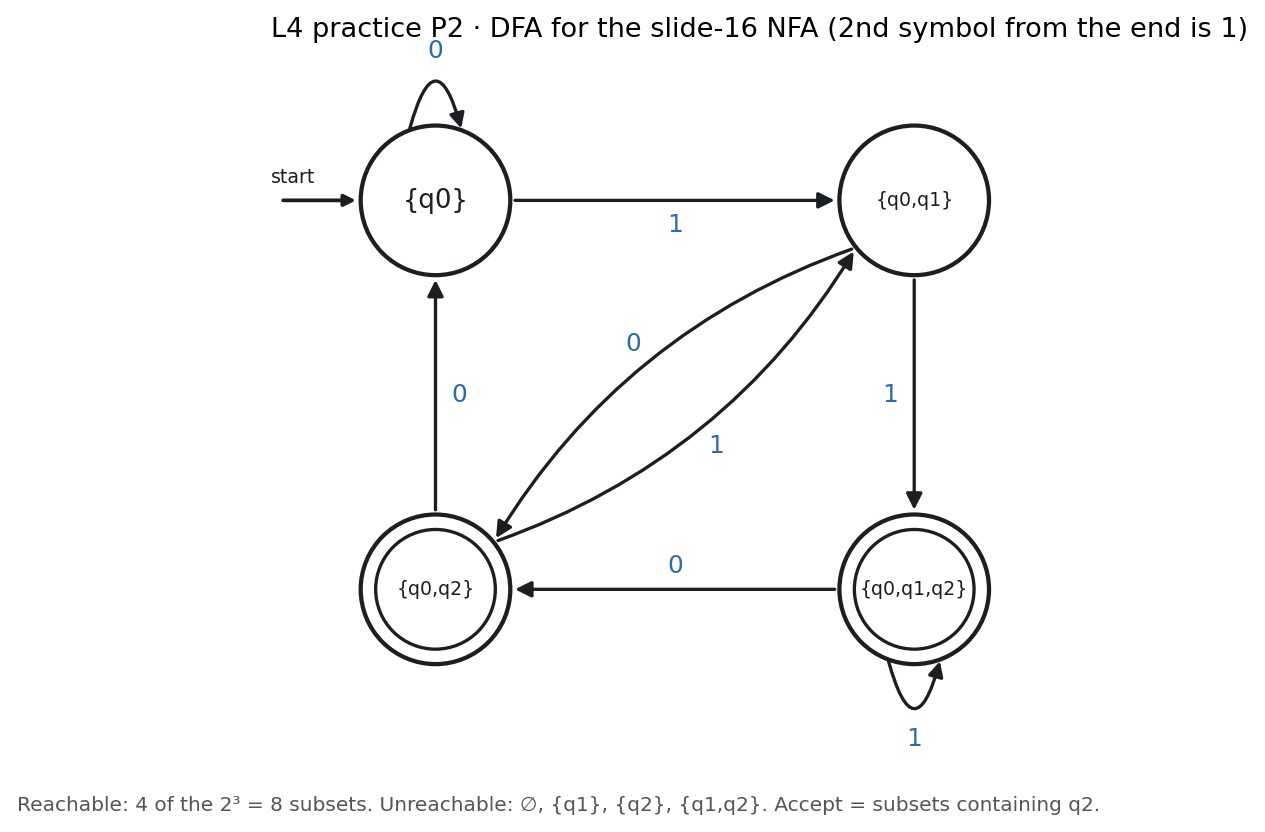 L4 practice P2 · DFA for the slide-16 NFA (2nd symbol from the end is 1)
0
start
{q0}
{q0,q1}
1
0
0
1
1
0
{q0,q2}
{q0,q1,q2}
1
Reachable: 4 of the 2³ = 8 subsets. Unreachable: ∅, {q1}, {q2}, {q1,q2}. Accept = subsets containing q2.